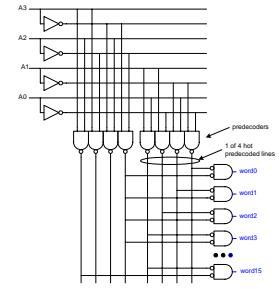 A3
A2
A1
A0
predecoders
1 of 4 hot
predecoded lines
word0
word1
word2
word3
word15